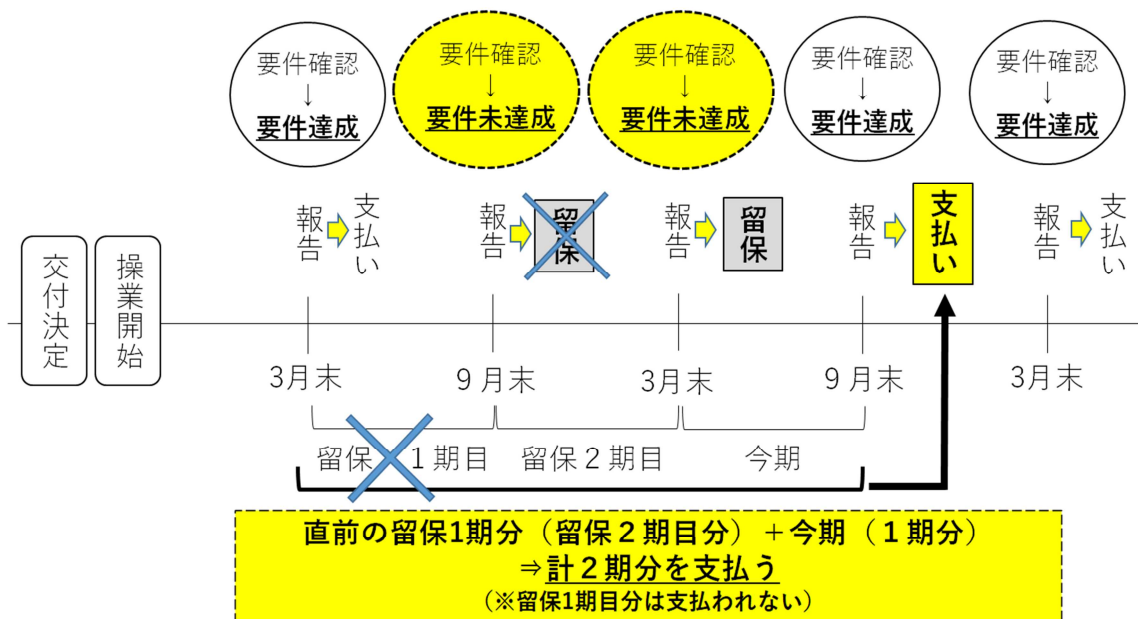 要件確認
↓
要件達成
要件確認
↓
要件未達成
要件確認
↓
要件未達成
要件確認
↓
要件達成
要件確認
↓
要件達成
報告
支払い
報告
留保
報告
留保
報告
支払い
報告
支払い
交付決定
操業開始
3月末
９月末
3月末
９月末
3月末
留保１期目
留保２期目
今期
直前の留保1期分（留保２期目分）＋今期（１期分）
⇒計２期分を支払う
（※留保1期目分は支払われない）